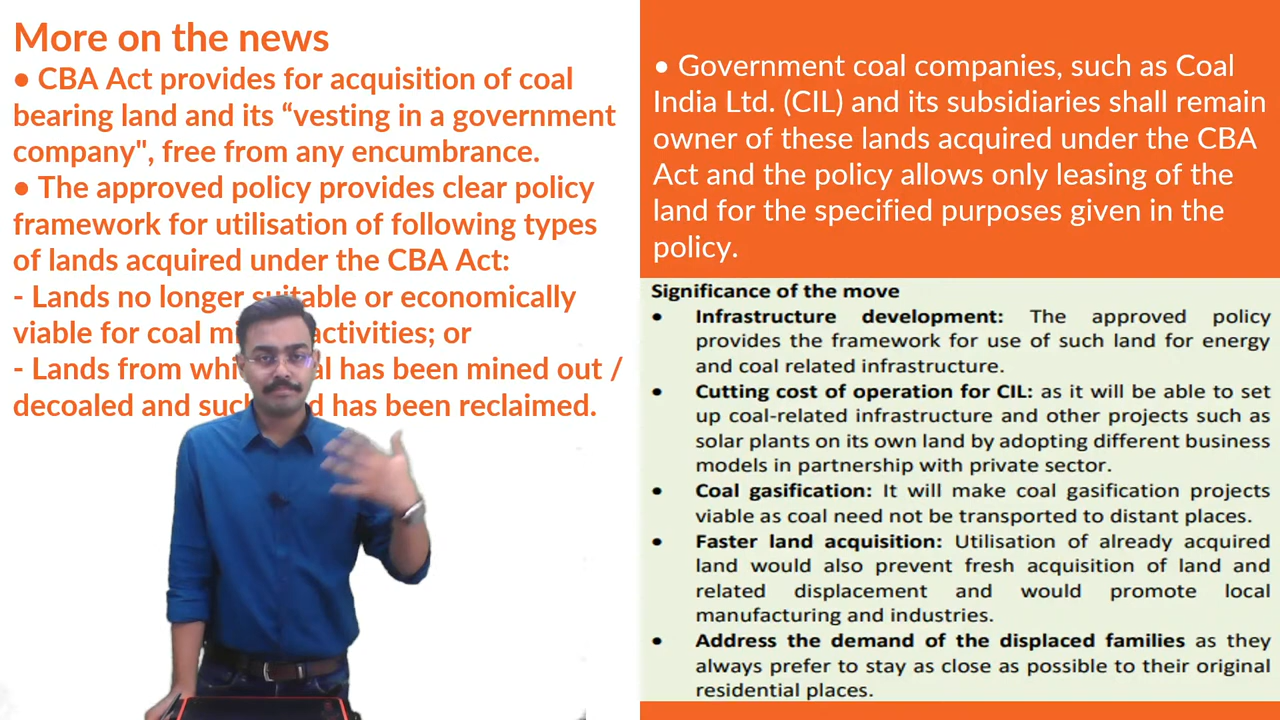 More on the news
● CBA Act provides for acquisition of coal
bearing land and its “vesting in a government
company", free from any encumbrance.
● The approved policy provides clear policy
framework for utilisation of following types
of lands acquired under the CBA Act:
- Lands no longer suitable or economically
viable for coal mi activities; or
- Lands from whi al has been mined out /
decoaled and suc d has been reclaimed.
● Government coal companies, such as Coal
India Ltd. (CIL) and its subsidiaries shall remain
owner of these lands acquired under the CBA
Act and the policy allows only leasing of the
land for the specified purposes given in the
policy.
Significance of the move
• Infrastructure development: The approved policy
provides the framework for use of such land for energy
and coal related infrastructure.
• Cutting cost of operation for CIL: as it will be able to set
up coal-related infrastructure and other projects such as
solar plants on its own land by adopting different business
models in partnership with private sector.
• Coal gasification: It will make coal gasification projects
viable as coal need not be transported to distant places.
• Faster land acquisition: Utilisation of already acquired
land would also prevent fresh acquisition of land and
related displacement and would promote local
manufacturing and industries.
• Address the demand of the displaced families as they
always prefer to stay as close as possible to their original
residential places.